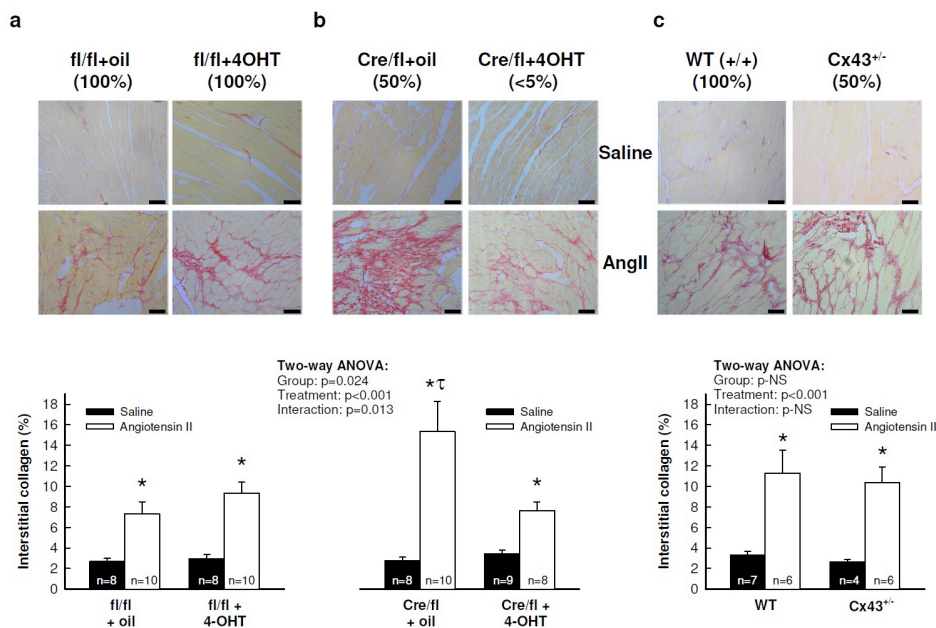 a
b
c
fl/fl+oil
(100%)
fl/fl+4OHT
(100%)
Cre/fl+oil
(50%)
Cre/fl+4OHT
(<5%)
WT (+/+)
(100%)
Cx43+/-
(50%)
Saline
AngII
Interstitial collagen (%)
18
16
14
12
10
8
6
4
2
0
Saline
Angiotensin II
*
*
n=8
n=10
n=8
n=10
fl/fl
+ oil
fl/fl +
4-OHT
Two-way ANOVA:
Group: p=0.024
Treatment: p<0.001
Interaction: p=0.013
*τ
Saline
Angiotensin II
*
n=8
n=10
n=9
n=8
Cre/fl
+ oil
Cre/fl +
4-OHT
Two-way ANOVA:
Group: p-NS
Treatment: p<0.001
Interaction: p-NS
Interstitial collagen (%)
18
16
14
12
10
8
6
4
2
0
Saline
Angiotensin II
*
*
n=7
n=6
n=4
n=6
WT
Cx43+/-